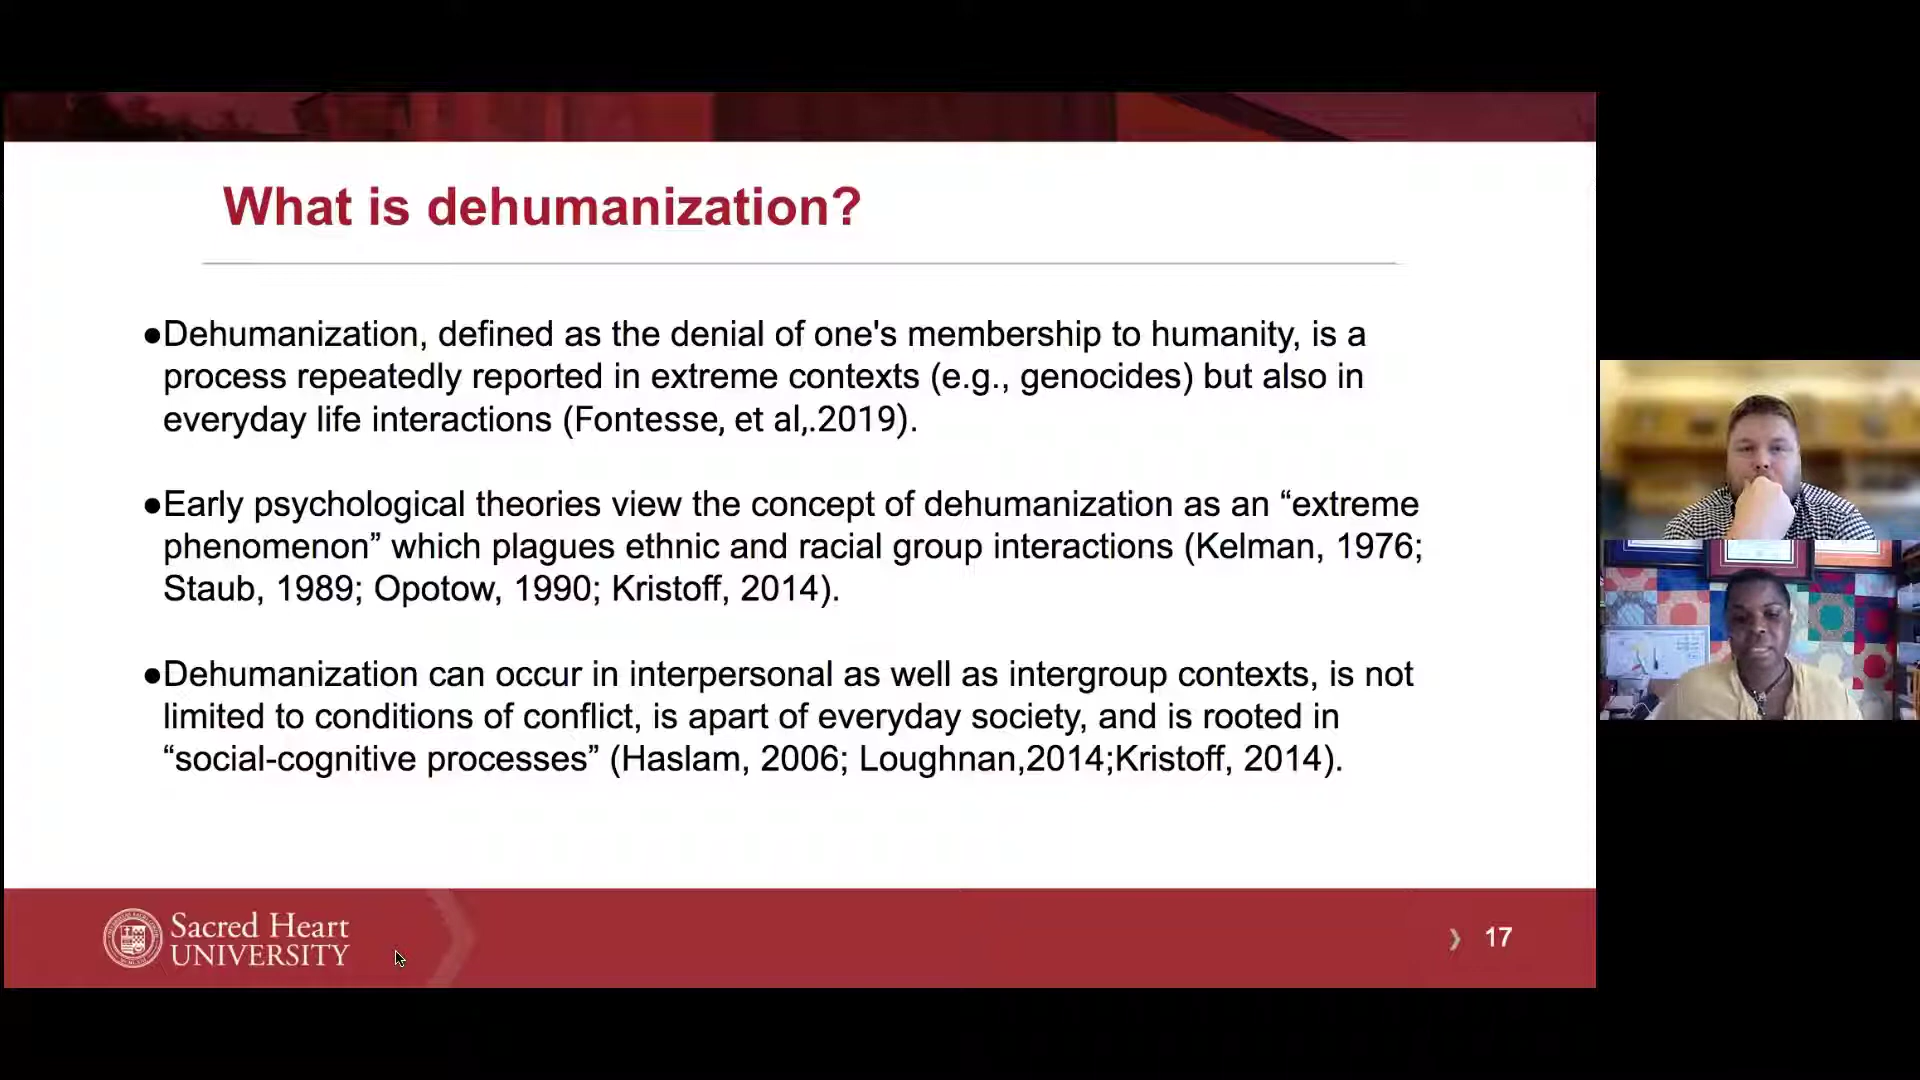 What is dehumanization?
●Dehumanization, defined as the denial of one's membership to humanity, is a
process repeatedly reported in extreme contexts (e.g., genocides) but also in
everyday life interactions (Fontesse, et al,.2019).
●Early psychological theories view the concept of dehumanization as an “extreme
phenomenon” which plagues ethnic and racial group interactions (Kelman, 1976;
Staub, 1989; Opotow, 1990; Kristoff, 2014).
●Dehumanization can occur in interpersonal as well as intergroup contexts, is not
limited to conditions of conflict, is apart of everyday society, and is rooted in
“social-cognitive processes” (Haslam, 2006; Loughnan,2014;Kristoff, 2014).
Sacred Heart
UNIVERSITY
17